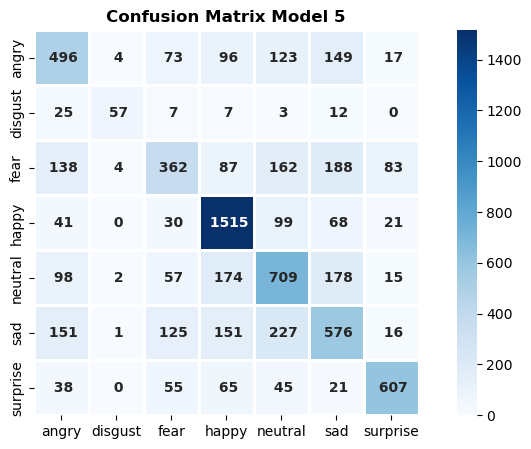 Confusion Matrix Model 5
angry 496 4 73 96 123 149 17
disgust 25 57 7 7 3 12 0
fear 138 4 362 87 162 188 83
happy 41 0 30 1515 99 68 21
neutral 98 2 57 174 709 178 15
sad 151 1 125 151 227 576 16
surprise 38 0 55 65 45 21 607
angry disgust fear happy neutral sad surprise
1400
1200
1000
800
600
400
200
0